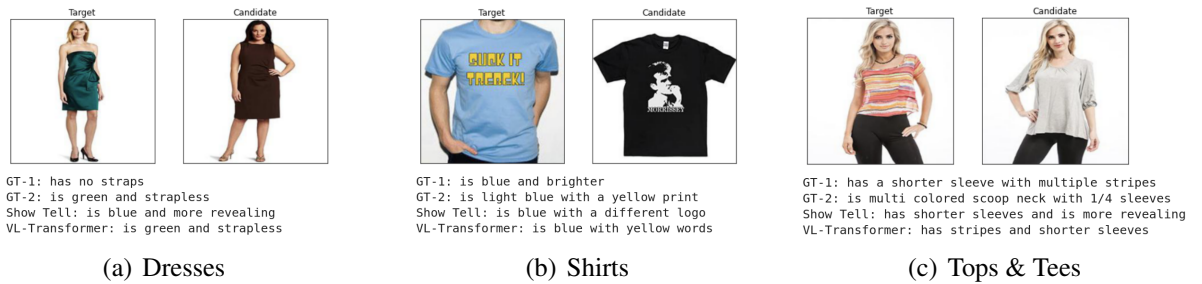 Target
Candidate
GT-1: has no straps
GT-2: is green and strapless
Show Tell: is blue and more revealing
VL-Transformer: is green and strapless
(a) Dresses
Target
Candidate
SUCK IT
TREBEK!
MORRISSEY
GT-1: is blue and brighter
GT-2: is light blue with a yellow print
Show Tell: is blue with a different logo
VL-Transformer: is blue with yellow words
(b) Shirts
Target
Candidate
GT-1: has a shorter sleeve with multiple stripes
GT-2: is multi colored scoop neck with 1/4 sleeves
Show Tell: has shorter sleeves and is more revealing
VL-Transformer: has stripes and shorter sleeves
(c) Tops & Tees